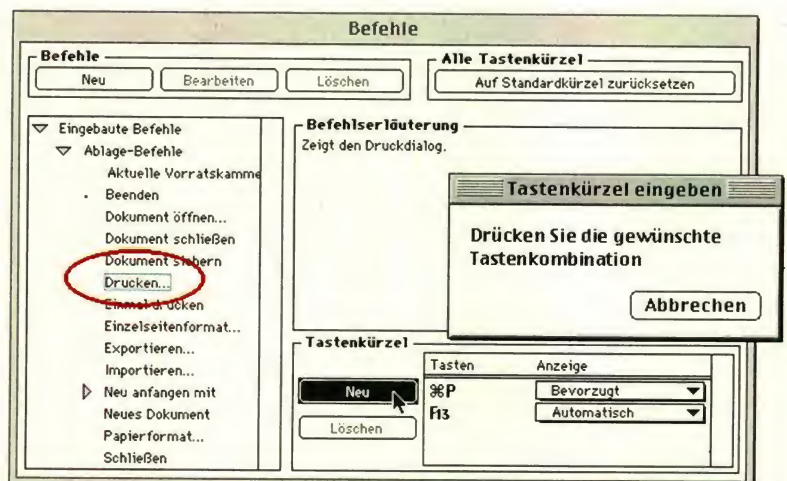 Befehle
Befehle
Neu
Bearbeiten
Löschen
Alle Tastenkürzel
Auf Standardkürzel zurücksetzen
Eingebaute Befehle
Ablage-Befehle
Aktuelle Vorratskamme
Beenden
Dokument öffnen...
Dokument schließen
Dokument sichern
Drucken...
Einmal drucken
Einzelseitenformat...
Exportieren...
Importieren...
Neu anfangen mit
Neues Dokument
Papierformat...
Schließen
Befehlserläuterung
Zeigt den Druckdialog.
Tastenkürzel eingeben
Drücken Sie die gewünschte
Tastenkombination
Abbrechen
Tastenkürzel
Neu
Löschen
Tasten Anzeige
⌘P Bevorzugt
F13 Automatisch